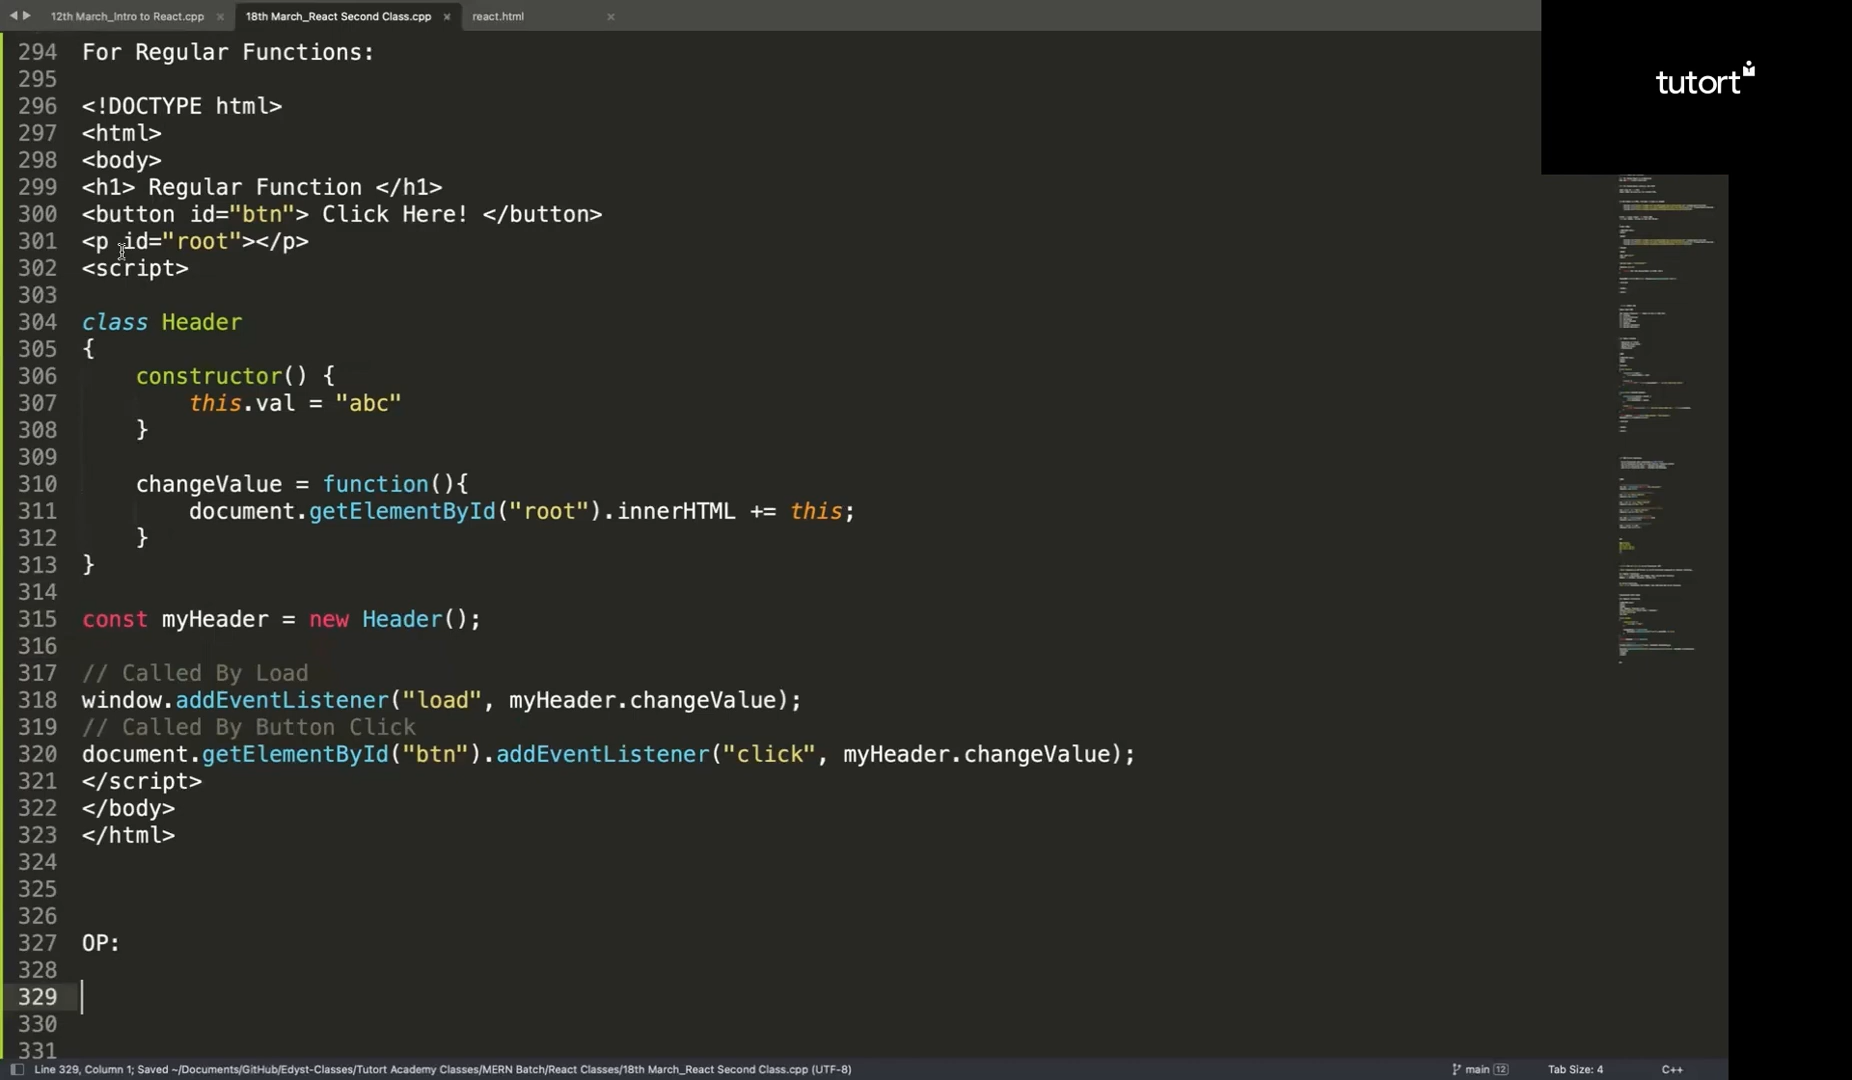 12th March_Intro to React.cpp
18th March_React Second Class.cpp
react.html
tutort
294 For Regular Functions:
295
296 <!DOCTYPE html>
297 <html>
298 <body>
299 <h1> Regular Function </h1>
300 <button id="btn"> Click Here! </button>
301 <p id="root"></p>
302 <script>
303
304 class Header
305 {
306     constructor() {
307         this.val = "abc"
308     }
309
310     changeValue = function(){
311         document.getElementById("root").innerHTML += this;
312     }
313 }
314
315 const myHeader = new Header();
316
317 // Called By Load
318 window.addEventListener("load", myHeader.changeValue);
319 // Called By Button Click
320 document.getElementById("btn").addEventListener("click", myHeader.changeValue);
321 </script>
322 </body>
323 </html>
324
325
326
327 OP:
328
329
330
331
Line 329, Column 1; Saved ~/Documents/GitHub/Edyst-Classes/Tutort Academy Classes/MERN Batch/React Classes/18th March_React Second Class.cpp (UTF-8)
main 12
Tab Size: 4
C++